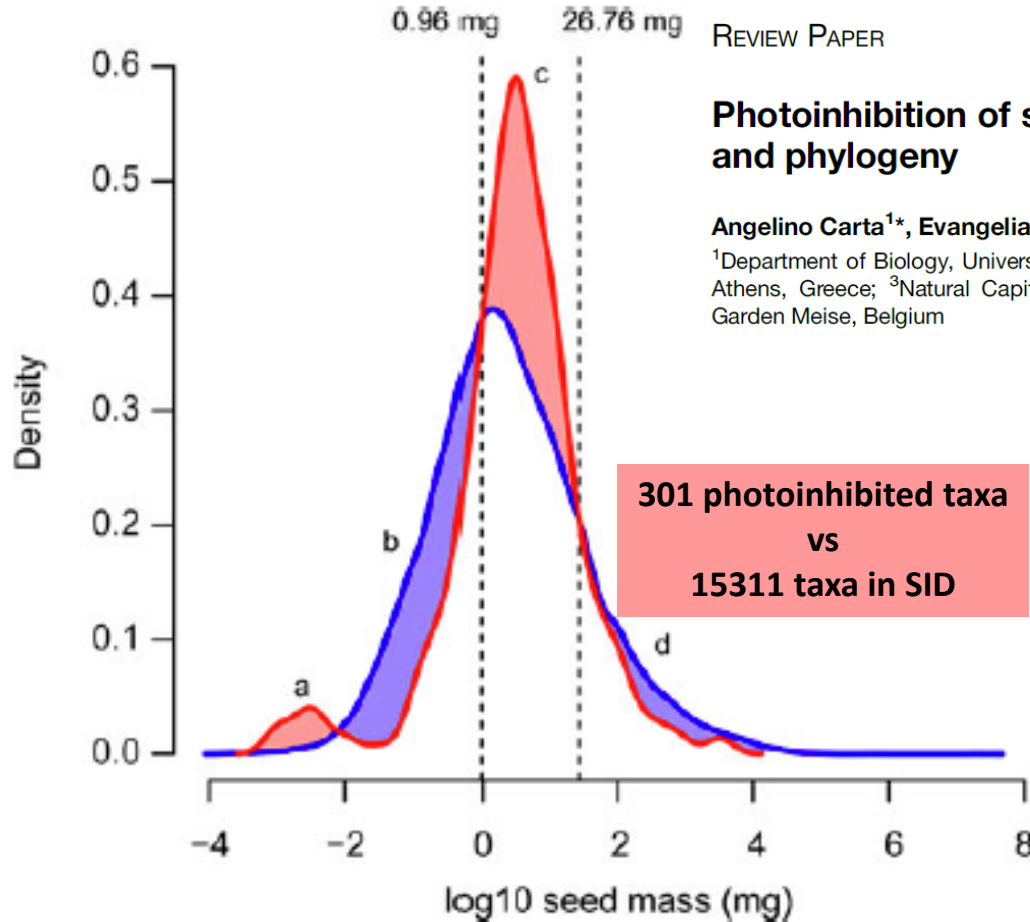 0.96 mg 26.76 mg
REVIEW PAPER
Photoinhibition of s
and phylogeny
Angelino Carta1*, Evangelia
1Department of Biology, Univers
Athens, Greece; 3Natural Capit
Garden Meise, Belgium
0.6
0.5
0.4
0.3
0.2
0.1
0.0
Density
a
b
c
d
301 photoinhibited taxa
vs
15311 taxa in SID
−4 −2 0 2 4 6 8
log10 seed mass (mg)